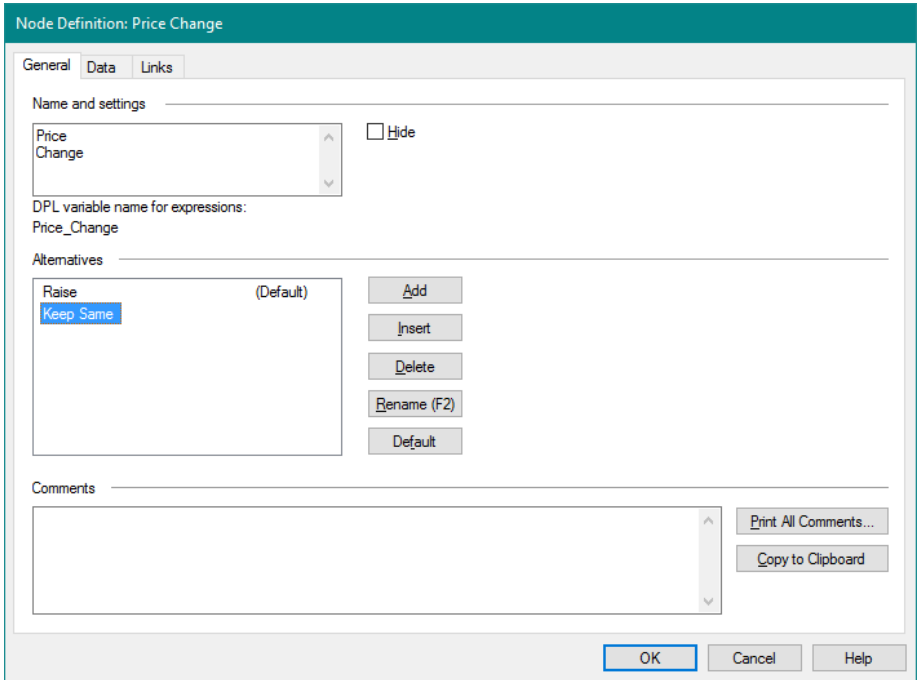 Node Definition: Price Change
General Data Links
Name and settings
Price
Change
Hide
DPL variable name for expressions:
Price_Change
Alternatives
Raise (Default)
Keep Same
Add
Insert
Delete
Rename (F2)
Default
Comments
Print All Comments...
Copy to Clipboard
OK Cancel Help